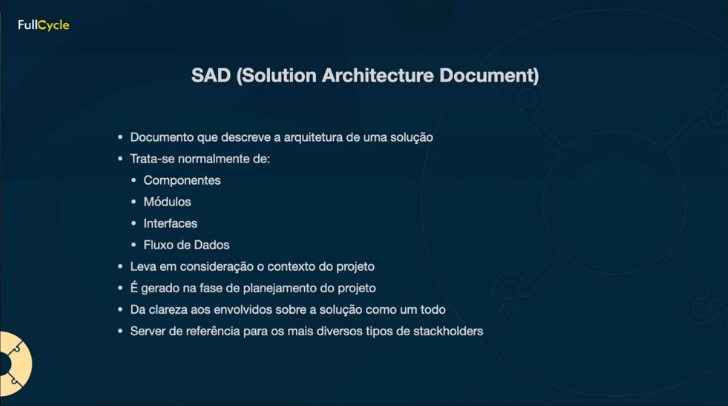 FullCycle
SAD (Solution Architecture Document)
• Documento que descreve a arquitetura de uma solução
• Trata-se normalmente de:
• Componentes
• Módulos
• Interfaces
• Fluxo de Dados
• Leva em consideração o contexto do projeto
• É gerado na fase de planejamento do projeto
• Da clareza aos envolvidos sobre a solução como um todo
• Server de referência para os mais diversos tipos de stackholders